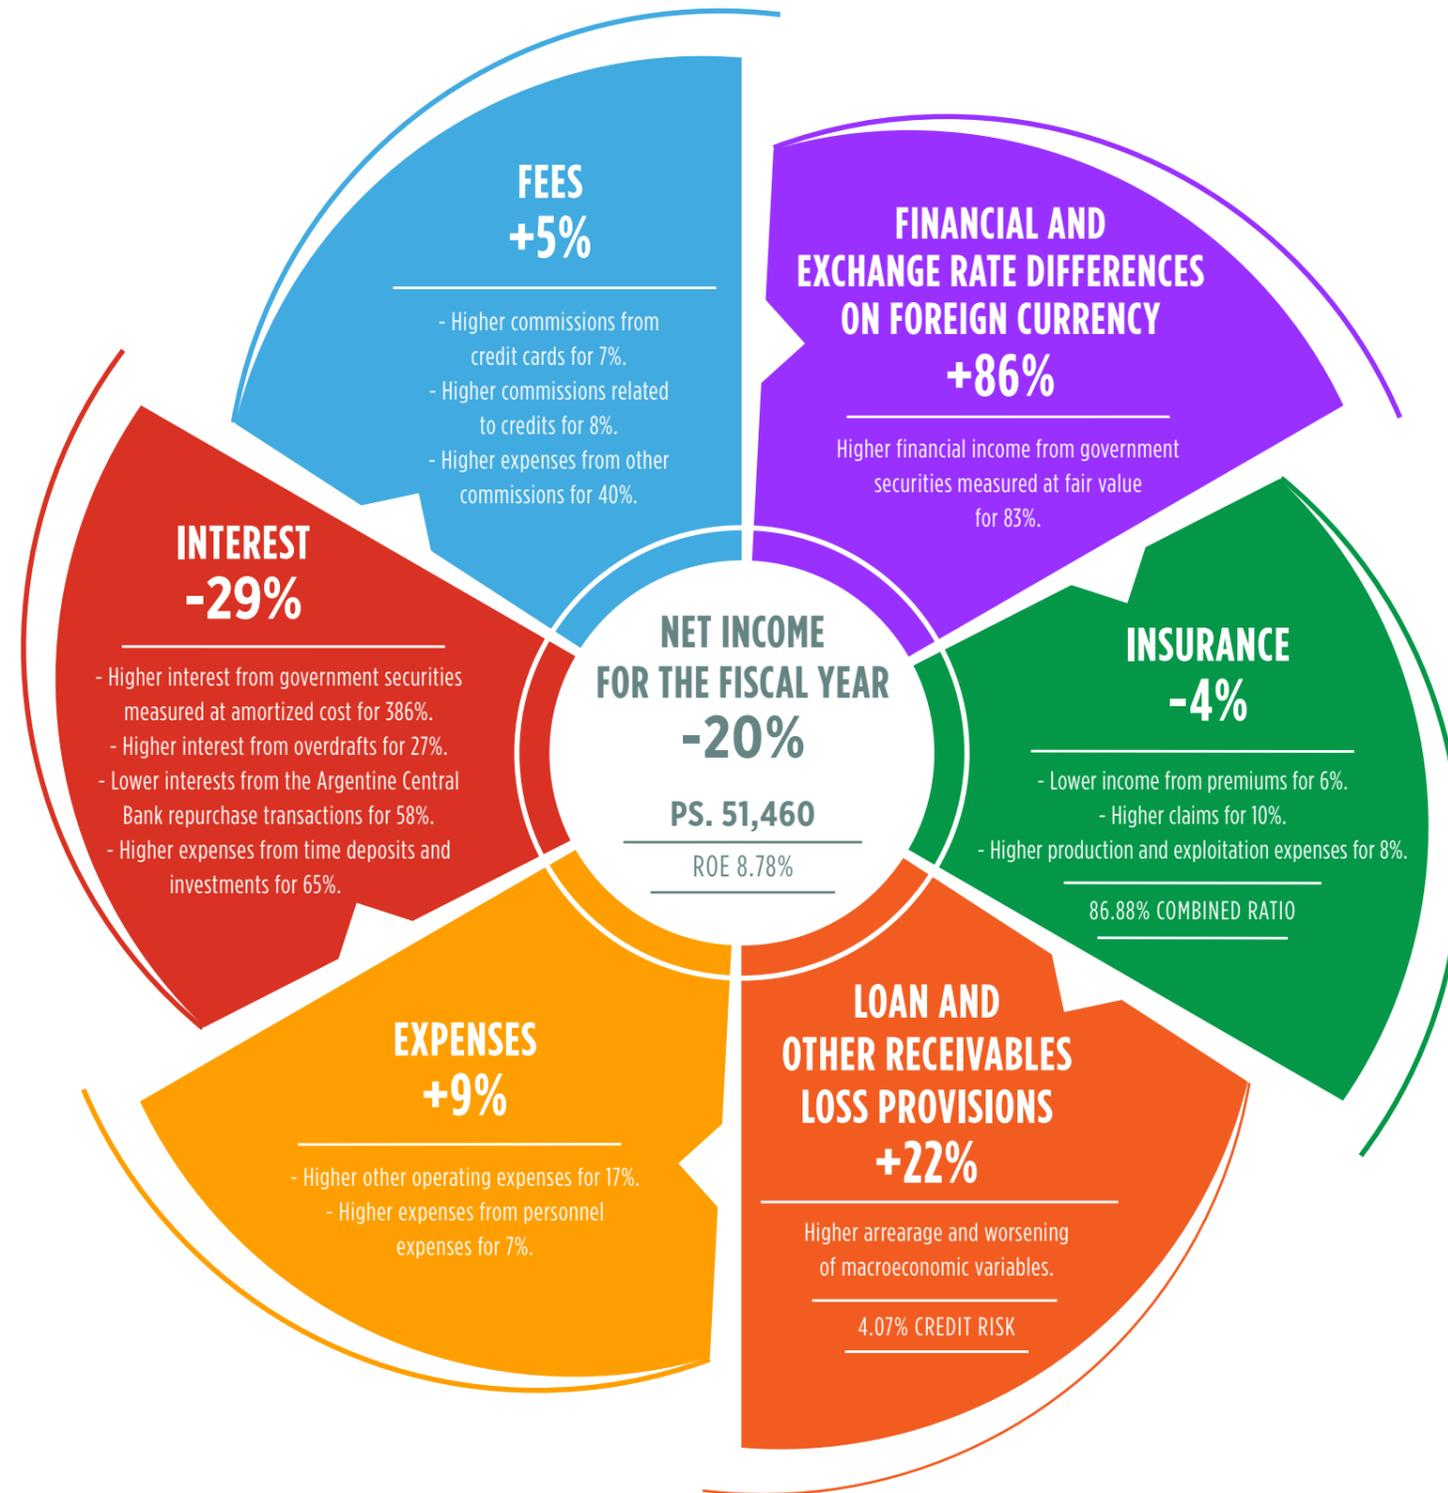 FEES
+5%
- Higher commissions from
credit cards for 7%.
- Higher commissions related
to credits for 8%.
- Higher expenses from other
commissions for 40%.
FINANCIAL AND
EXCHANGE RATE DIFFERENCES
ON FOREIGN CURRENCY
+86%
Higher financial income from government
securities measured at fair value
for 83%.
INTEREST
-29%
- Higher interest from government securities
measured at amortized cost for 386%.
- Higher interest from overdrafts for 27%.
- Lower interests from the Argentine Central
Bank repurchase transactions for 58%.
- Higher expenses from time deposits and
investments for 65%.
NET INCOME
FOR THE FISCAL YEAR
-20%
PS. 51,460
ROE 8.78%
INSURANCE
-4%
- Lower income from premiums for 6%.
- Higher claims for 10%.
- Higher production and exploitation expenses for 8%.
86.88% COMBINED RATIO
EXPENSES
+9%
- Higher other operating expenses for 17%.
- Higher expenses from personnel
expenses for 7%.
LOAN AND
OTHER RECEIVABLES
LOSS PROVISIONS
+22%
Higher arrearage and worsening
of macroeconomic variables.
4.07% CREDIT RISK